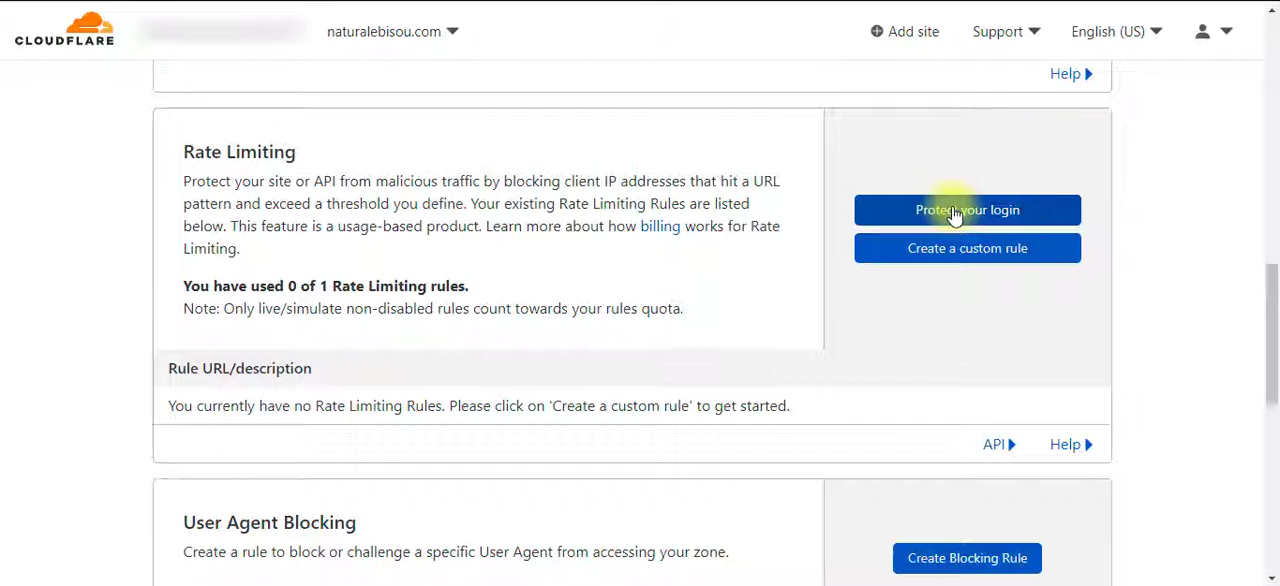 CLOUDFLARE
naturalebisou.com
Add site
Support
English (US)
Help
Rate Limiting
Protect your site or API from malicious traffic by blocking client IP addresses that hit a URL
pattern and exceed a threshold you define. Your existing Rate Limiting Rules are listed
below. This feature is a usage-based product. Learn more about how billing works for Rate
Limiting.
You have used 0 of 1 Rate Limiting rules.
Note: Only live/simulate non-disabled rules count towards your rules quota.
Protect your login
Create a custom rule
Rule URL/description
You currently have no Rate Limiting Rules. Please click on 'Create a custom rule' to get started.
API
Help
User Agent Blocking
Create a rule to block or challenge a specific User Agent from accessing your zone.
Create Blocking Rule